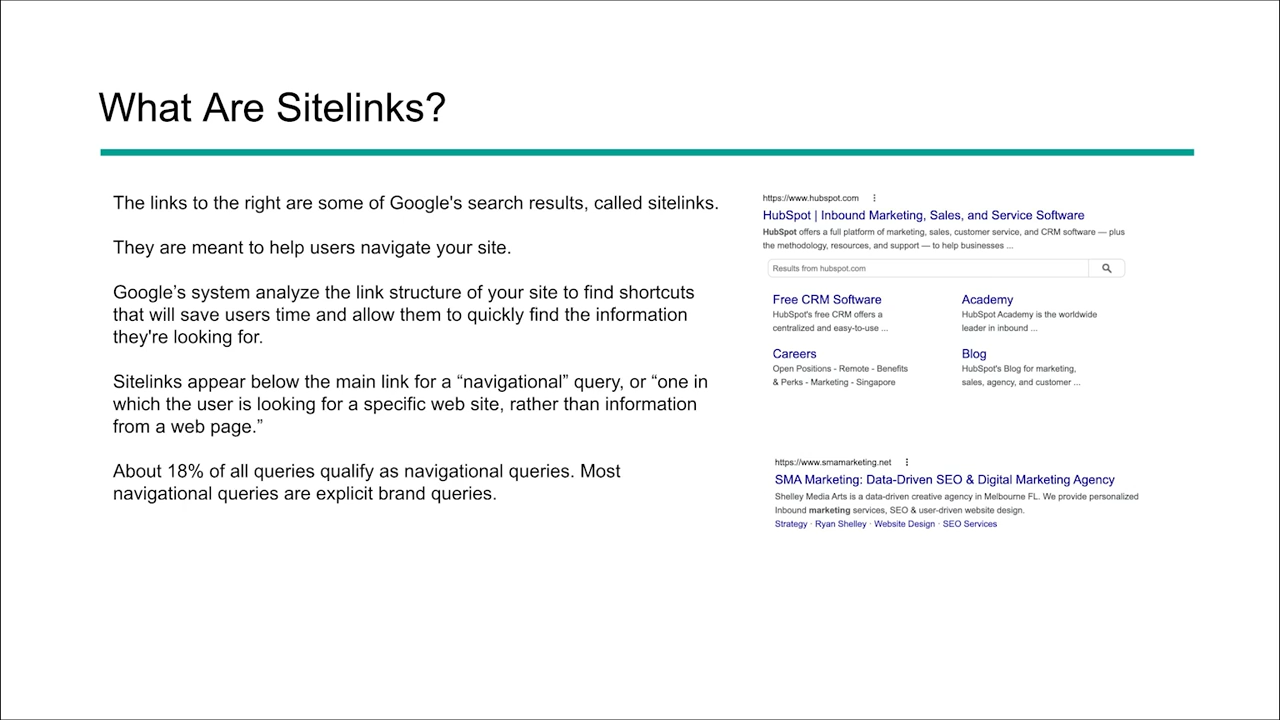 What Are Sitelinks?
The links to the right are some of Google's search results, called sitelinks.
They are meant to help users navigate your site.
Google’s system analyze the link structure of your site to find shortcuts
that will save users time and allow them to quickly find the information
they're looking for.
Sitelinks appear below the main link for a “navigational” query, or “one in
which the user is looking for a specific web site, rather than information
from a web page.”
About 18% of all queries qualify as navigational queries. Most
navigational queries are explicit brand queries.
https://www.hubspot.com
HubSpot | Inbound Marketing, Sales, and Service Software
HubSpot offers a full platform of marketing, sales, customer service, and CRM software — plus
the methodology, resources, and support — to help businesses ...
Results from hubspot.com
Free CRM Software
HubSpot's free CRM offers a
centralized and easy-to-use ...
Academy
HubSpot Academy is the worldwide
leader in inbound ...
Careers
Open Positions - Remote - Benefits
& Perks - Marketing - Singapore
Blog
HubSpot's Blog for marketing,
sales, agency, and customer ...
https://www.smamarketing.net
SMA Marketing: Data-Driven SEO & Digital Marketing Agency
Shelley Media Arts is a data-driven creative agency in Melbourne FL. We provide personalized
Inbound marketing services, SEO & user-driven website design.
Strategy · Ryan Shelley · Website Design · SEO Services